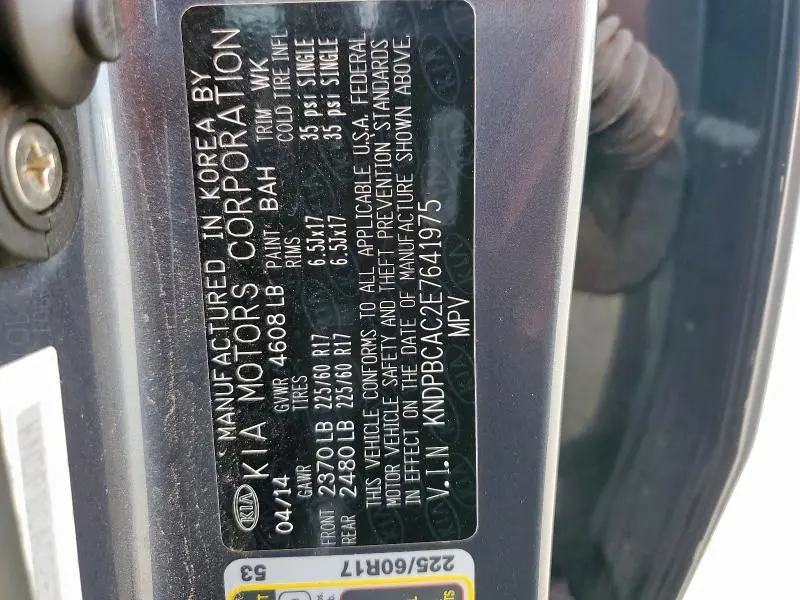 MANUFACTURED IN KOREA BY
KIA KIA MOTORS CORPORATION
04/14 GVWR 4608 LB PAINT BAH TRIM WK
GAWR TIRES RIMS COLD TIRE INFL
FRONT 2370 LB 225/60 R17 6.5Jx17 35 psi SINGLE
REAR 2480 LB 225/60 R17 6.5Jx17 35 psi SINGLE
THIS VEHICLE CONFORMS TO ALL APPLICABLE U.S.A. FEDERAL
MOTOR VEHICLE SAFETY AND THEFT PREVENTION STANDARDS
IN EFFECT ON THE DATE OF MANUFACTURE SHOWN ABOVE.
V.I.N KNDPBCAC2E7641975
MPV
225/60R17
53